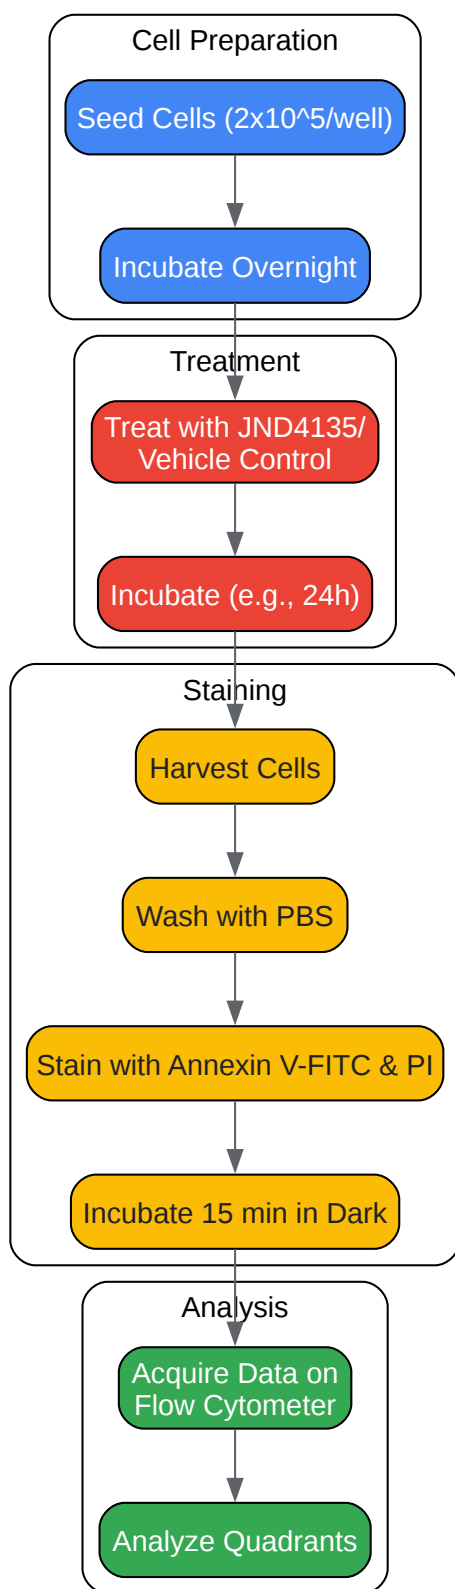 Cell Preparation
Seed Cells (2x10^5/well)
Incubate Overnight
Treatment
Treat with JND4135/
Vehicle Control
Incubate (e.g., 24h)
Staining
Harvest Cells
Wash with PBS
Stain with Annexin V-FITC & PI
Incubate 15 min in Dark
Analysis
Acquire Data on
Flow Cytometer
Analyze Quadrants